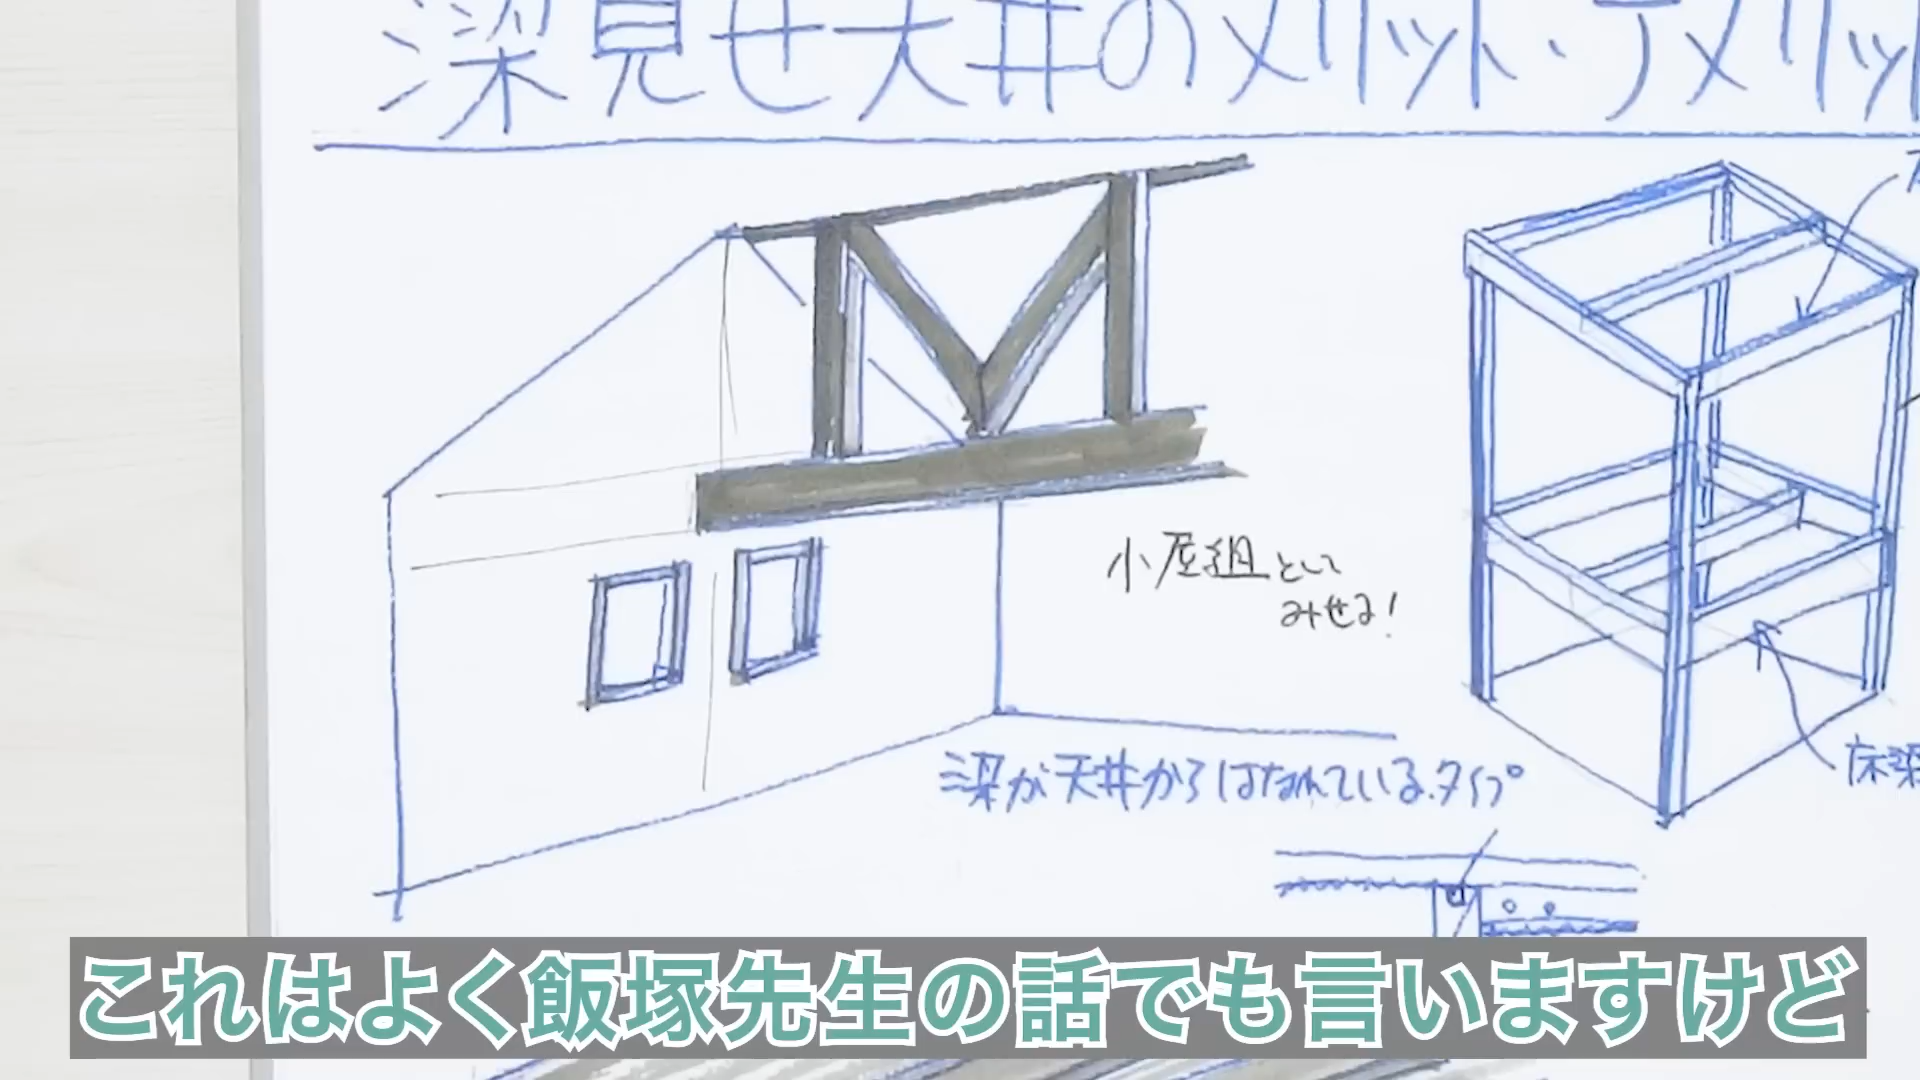 梁見せ天井のメリット・デメリッ
小屋組として
みせる!
梁が天井からはなれている.タイプ
床梁
これはよく飯塚先生の話でも言いますけど